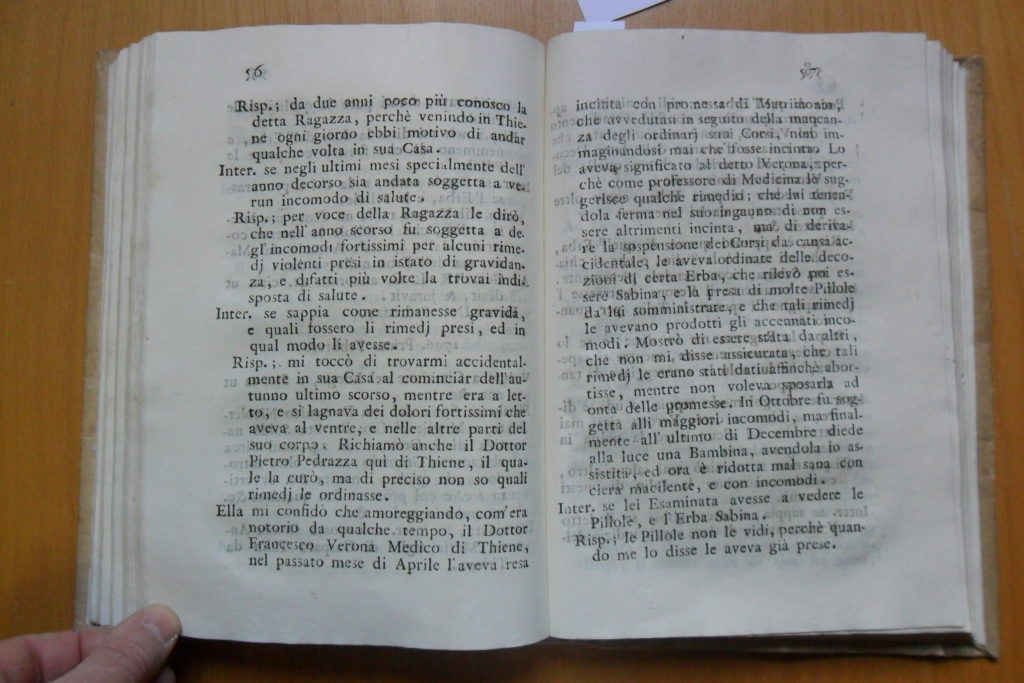 56
Risp.; da due anni poco più conosco la
detta Ragazza, perchè venindo in Thie-
ne ogni giorno ebbi motivo di andar
qualche volta in sua Casa.
Inter. se negli ultimi mesi specialmente dell'
anno decorso sia andata soggetta a ve-
run incomodo di salute.
Risp.; per voce della Ragazza le dirò,
che nell'anno scorso fu soggetta a de-
gl'incomodi fortissimi per alcuni rime-
dj violenti presi in istato di gravidan-
za, e difatti più volte la trovai indi-
sposta di salute.
Inter. se sappia come rimanesse gravida,
e quali fossero li rimedj presi, ed in
qual modo li avesse.
Risp.; mi toccò di trovarmi accidental-
mente in sua Casa al cominciar dell'au-
tunno ultimo scorso, mentre era a let-
to, e si lagnava dei dolori fortissimi che
aveva al ventre, e nelle altre parti del
suo corpo. Richiamò anche il Dottor
Pietro Pedrazza qui di Thiene, il qua-
le la curò, ma di preciso non so quali
rimedj le ordinasse.
Ella mi confidò che amoreggiando, com'era
notorio da qualche tempo, il Dottor
Francesco Verona Medico di Thiene,
nel passato mese di Aprile l'aveva resa
57
incinta con promessa di Matrimonio,
che avvedutasi in seguito della mancan-
za degli ordinarj suoi Corsi, non im-
maginandosi mai che fosse incinta. Lo
aveva significato al detto Verona, per-
chè come professore di Medicina le sug-
gerisce qualche rimedio; che lui tenen-
dola ferma nel suo inganno di non es-
sere altrimenti incinta, ma di deriva-
re la sospensione dei Corsi da causa ac-
cidentale, le aveva ordinate delle deco-
zioni di certa Erba, che rilevò poi es-
sere Sabina, e la presa di molte Pillole
da lui somministrate, e che tali rimedj
le avevano prodotti gli accennati inco-
modi. Mostrò di essere stata da altri,
che non mi disse assicurata, che tali
rimedj le erano stati dati affinchè abor-
tisse, mentre non voleva sposarla ad
onta delle promesse. In Ottobre fu sog-
getta alli maggiori incomodi, ma final-
mente all'ultimo di Decembre diede
alla luce una Bambina, avendola io as-
sistita, ed ora è ridotta mal sana con
ciera macilente, e con incomodi.
Inter. se lei Esaminata avesse a vedere le
Pillole, e l'Erba Sabina.
Risp.; le Pillole non le vidi, perchè quan-
do me lo disse le aveva già prese.